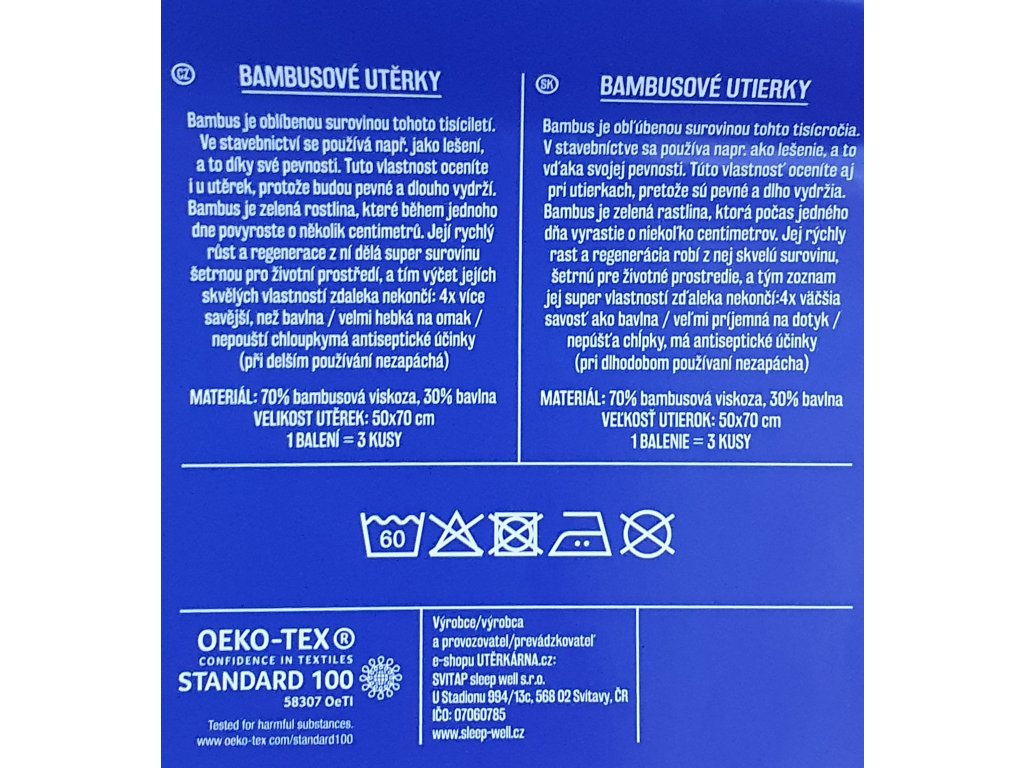 CZ
BAMBUSOVÉ UTĚRKY
Bambus je oblíbenou surovinou tohoto tisíciletí.
Ve stavebnictví se používá např. jako lešení,
a to díky své pevnosti. Tuto vlastnost oceníte
i u utěrek, protože budou pevné a dlouho vydrží.
Bambus je zelená rostlina, které během jednoho
dne povyroste o několik centimetrů. Její rychlý
růst a regenerace z ní dělá super surovinu
šetrnou pro životní prostředí, a tím výčet jejích
skvělých vlastností zdaleka nekončí: 4x více
savější, než bavlna / velmi hebká na omak /
nepouští chloupkymá antiseptické účinky
(při delším používání nezapáchá)
MATERIÁL: 70% bambusová viskoza, 30% bavlna
VELIKOST UTĚREK: 50x70 cm
1 BALENÍ = 3 KUSY
SK
BAMBUSOVÉ UTIERKY
Bambus je obľúbenou surovinou tohto tisícročia.
V stavebníctve sa používa napr. ako lešenie, a to
vďaka svojej pevnosti. Túto vlastnosť oceníte aj
pri utierkach, pretože sú pevné a dlho vydržia.
Bambus je zelená rastlina, ktorá počas jedného
dňa vyrastie o niekoľko centimetrov. Jej rýchly
rast a regenerácia robí z nej skvelú surovinu,
šetrnú pre životné prostredie, a tým zoznam
jej super vlastností zďaleka nekončí:4x väčšia
savosť ako bavlna / veľmi príjemná na dotyk /
nepúšťa chĺpky, má antiseptické účinky
(pri dlhodobom používaní nezapácha)
MATERIÁL: 70% bambusová viskoza, 30% bavlna
VEĽKOSŤ UTIEROK: 50x70 cm
1 BALENIE = 3 KUSY
60
OEKO-TEX®
CONFIDENCE IN TEXTILES
STANDARD 100
58307 OeTI
Tested for harmful substances.
www.oeko-tex.com/standard100
Výrobce/výrobca
a provozovatel/prevádzkovateľ
e-shopu UTĚRKÁRNA.cz:
SVITAP sleep well s.r.o.
U Stadionu 994/13c, 568 02 Svitavy, ČR
IČO: 07060785
www.sleep-well.cz